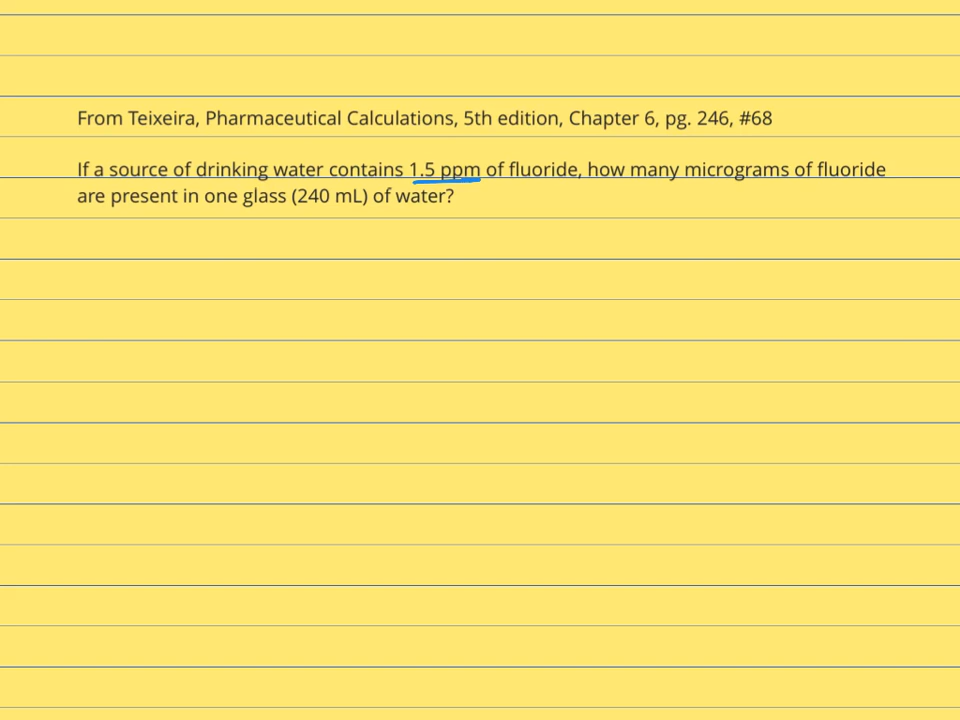 From Teixeira, Pharmaceutical Calculations, 5th edition, Chapter 6, pg. 246, #68
If a source of drinking water contains 1.5 ppm of fluoride, how many micrograms of fluoride
are present in one glass (240 mL) of water?